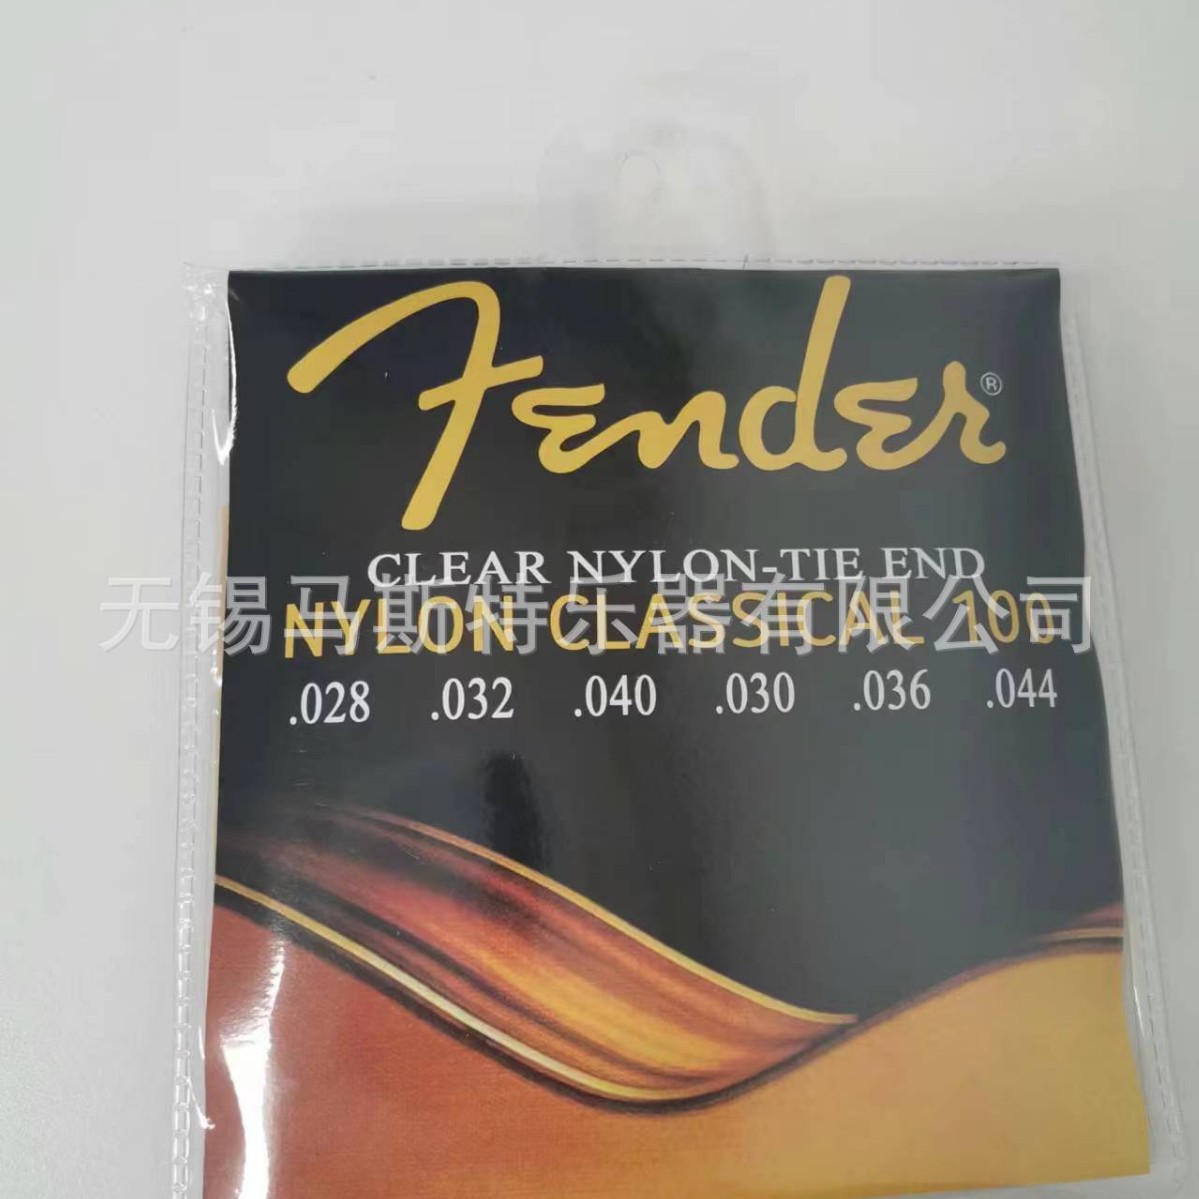 Fender®
CLEAR NYLON-TIE END
无锡马斯特乐器有限公司
NYLON CLASSICAL 100
.028 .032 .040 .030 .036 .044